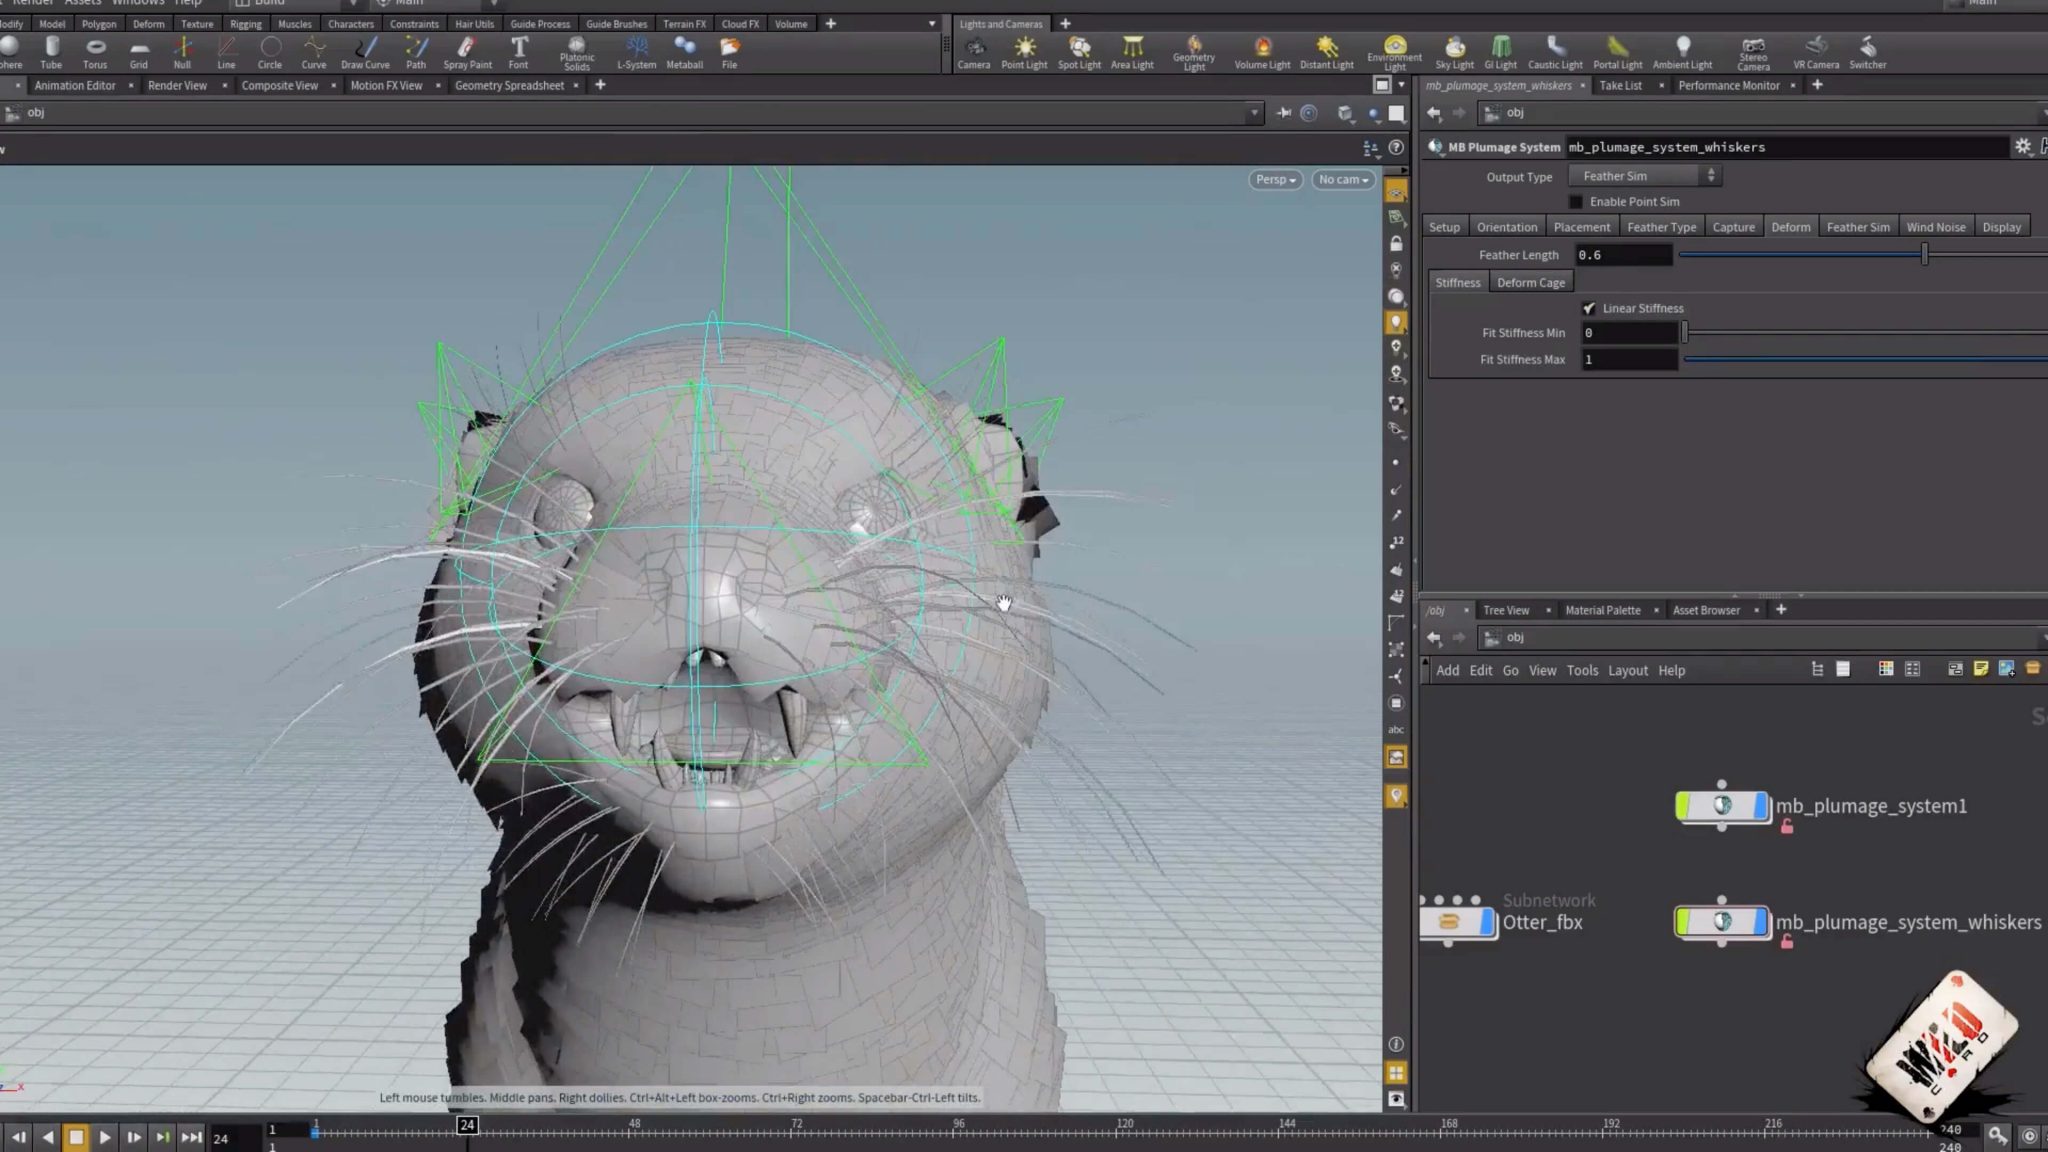 Render Assets Windows Help Build Main Main
Modify Model Polygon Deform Texture Rigging Muscles Characters Constraints Hair Utils Guide Process Guide Brushes Terrain FX Cloud FX Volume + Lights and Cameras +
Sphere Tube Torus Grid Null Line Circle Curve Draw Curve Path Spray Paint Font Platonic Solids L-System Metaball File
Camera Point Light Spot Light Area Light Geometry Light Volume Light Distant Light Environment Light Sky Light GI Light Caustic Light Portal Light Ambient Light Stereo Camera VR Camera Switcher
Animation Editor Render View Composite View Motion FX View Geometry Spreadsheet +
obj
Persp No cam
mb_plumage_system_whiskers Take List Performance Monitor +
obj
MB Plumage System mb_plumage_system_whiskers
Output Type Feather Sim
Enable Point Sim
Setup Orientation Placement Feather Type Capture Deform Feather Sim Wind Noise Display
Feather Length 0.6
Stiffness Deform Cage
Linear Stiffness
Fit Stiffness Min 0
Fit Stiffness Max 1
12
12
abc
/obj Tree View Material Palette Asset Browser +
obj
Add Edit Go View Tools Layout Help
mb_plumage_system1
Subnetwork
Otter_fbx
mb_plumage_system_whiskers
x
Left mouse tumbles. Middle pans. Right dollies. Ctrl+Alt+Left box-zooms. Ctrl+Right zooms. Spacebar-Ctrl-Left tilts.
24 1 1 24 48 72 96 120 144 168 192 216 240
1 240